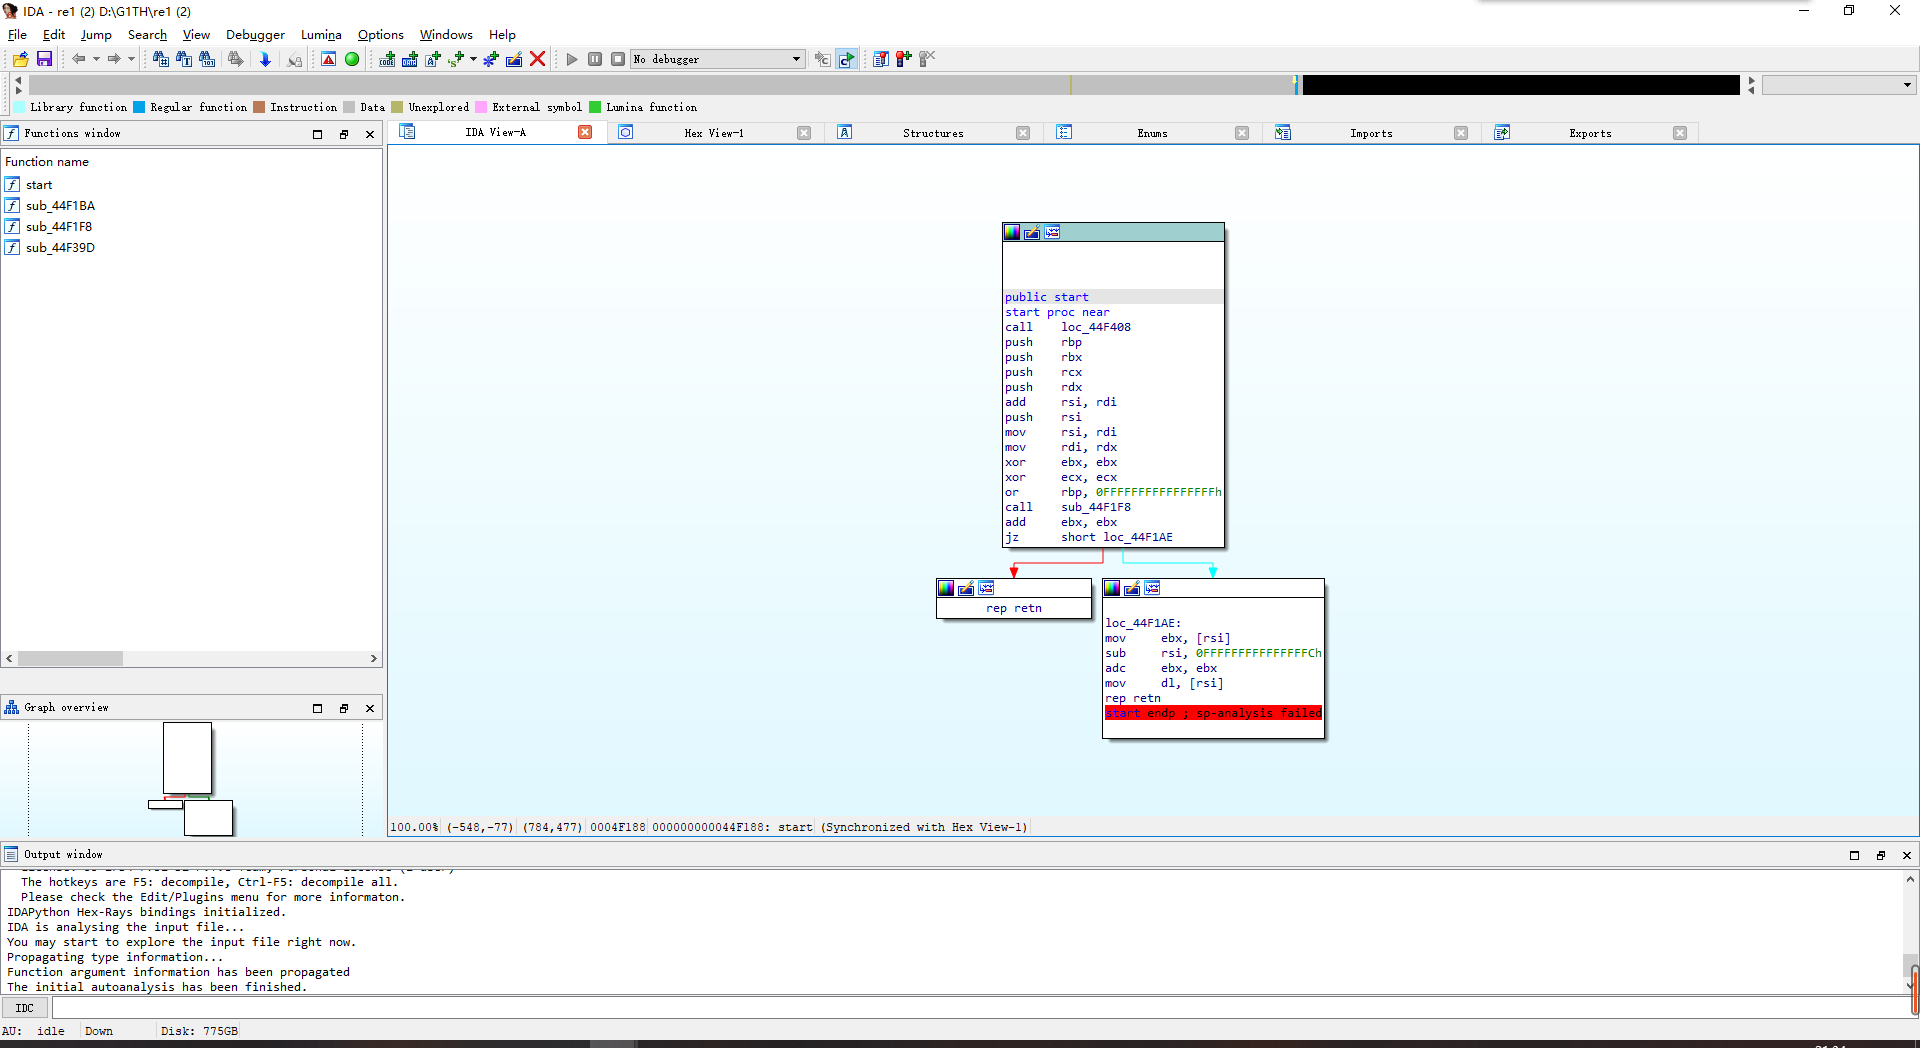 IDA - re1 (2) D:\G1TH\re1 (2)
File Edit Jump Search View Debugger Lumina Options Windows Help
No debugger
Library function Regular function Instruction Data Unexplored External symbol Lumina function
Functions window
IDA View-A Hex View-1 Structures Enums Imports Exports
Function name
start
sub_44F1BA
sub_44F1F8
sub_44F39D
public start
start proc near
call loc_44F408
push rbp
push rbx
push rcx
push rdx
add rsi, rdi
push rsi
mov rsi, rdi
mov rdi, rdx
xor ebx, ebx
xor ecx, ecx
or rbp, 0FFFFFFFFFFFFFFFFh
call sub_44F1F8
add ebx, ebx
jz short loc_44F1AE
rep retn
loc_44F1AE:
mov ebx, [rsi]
sub rsi, 0FFFFFFFFFFFFFFFCh
adc ebx, ebx
mov dl, [rsi]
rep retn
start endp ; sp-analysis failed
Graph overview
100.00% (-548,-77) (784,477) 0004F188 000000000044F188: start (Synchronized with Hex View-1)
Output window
The hotkeys are F5: decompile, Ctrl-F5: decompile all.
Please check the Edit/Plugins menu for more informaton.
IDAPython Hex-Rays bindings initialized.
IDA is analysing the input file...
You may start to explore the input file right now.
Propagating type information...
Function argument information has been propagated
The initial autoanalysis has been finished.
IDC
AU: idle Down Disk: 775GB